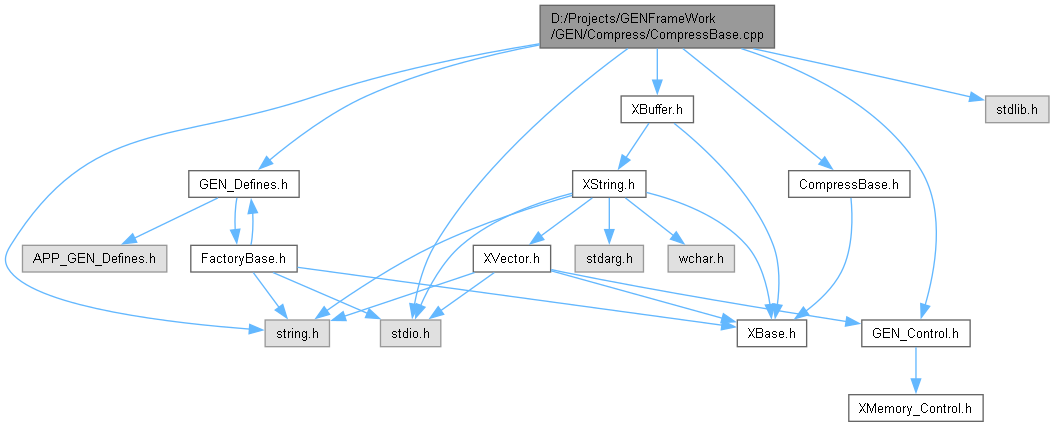 D:/Projects/GENFrameWork
/GEN/Compress/CompressBase.cpp
XBuffer.h
stdlib.h
GEN_Defines.h
XString.h
CompressBase.h
APP_GEN_Defines.h
FactoryBase.h
XVector.h
stdarg.h
wchar.h
string.h
stdio.h
XBase.h
GEN_Control.h
XMemory_Control.h